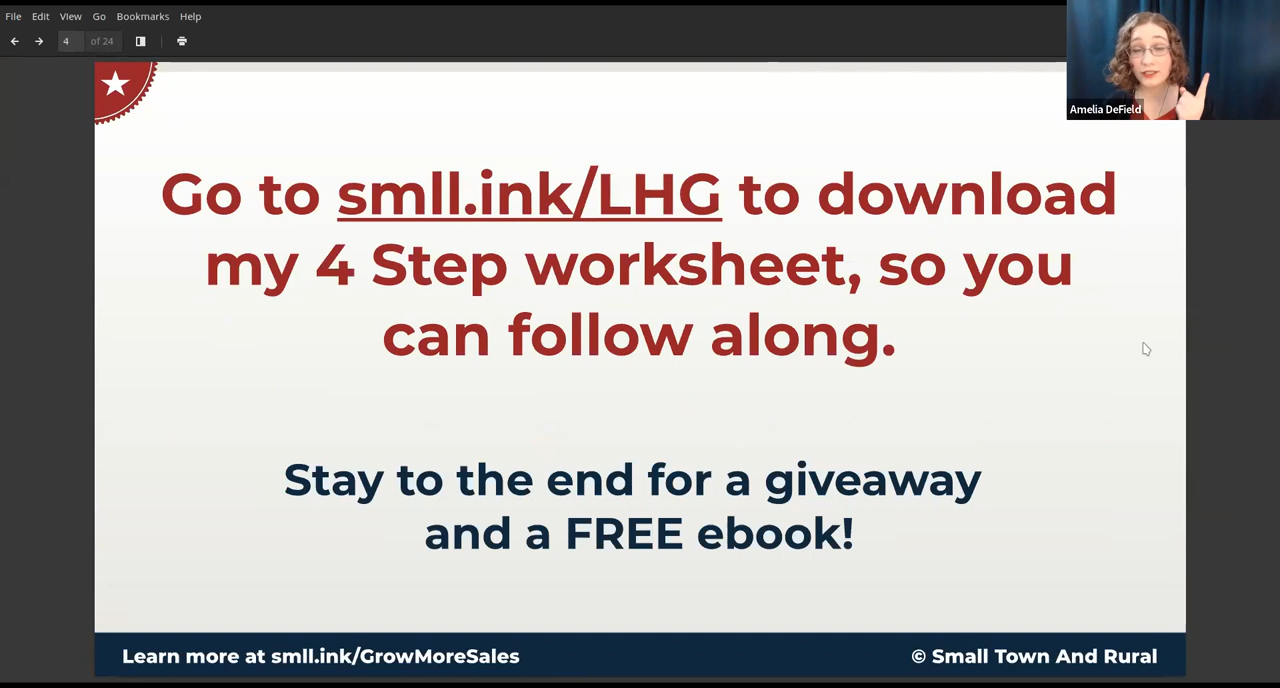 File Edit View Go Bookmarks Help
4 of 24
Amelia DeField
Go to smll.ink/LHG to download
my 4 Step worksheet, so you
can follow along.
Stay to the end for a giveaway
and a FREE ebook!
Learn more at smll.ink/GrowMoreSales
© Small Town And Rural